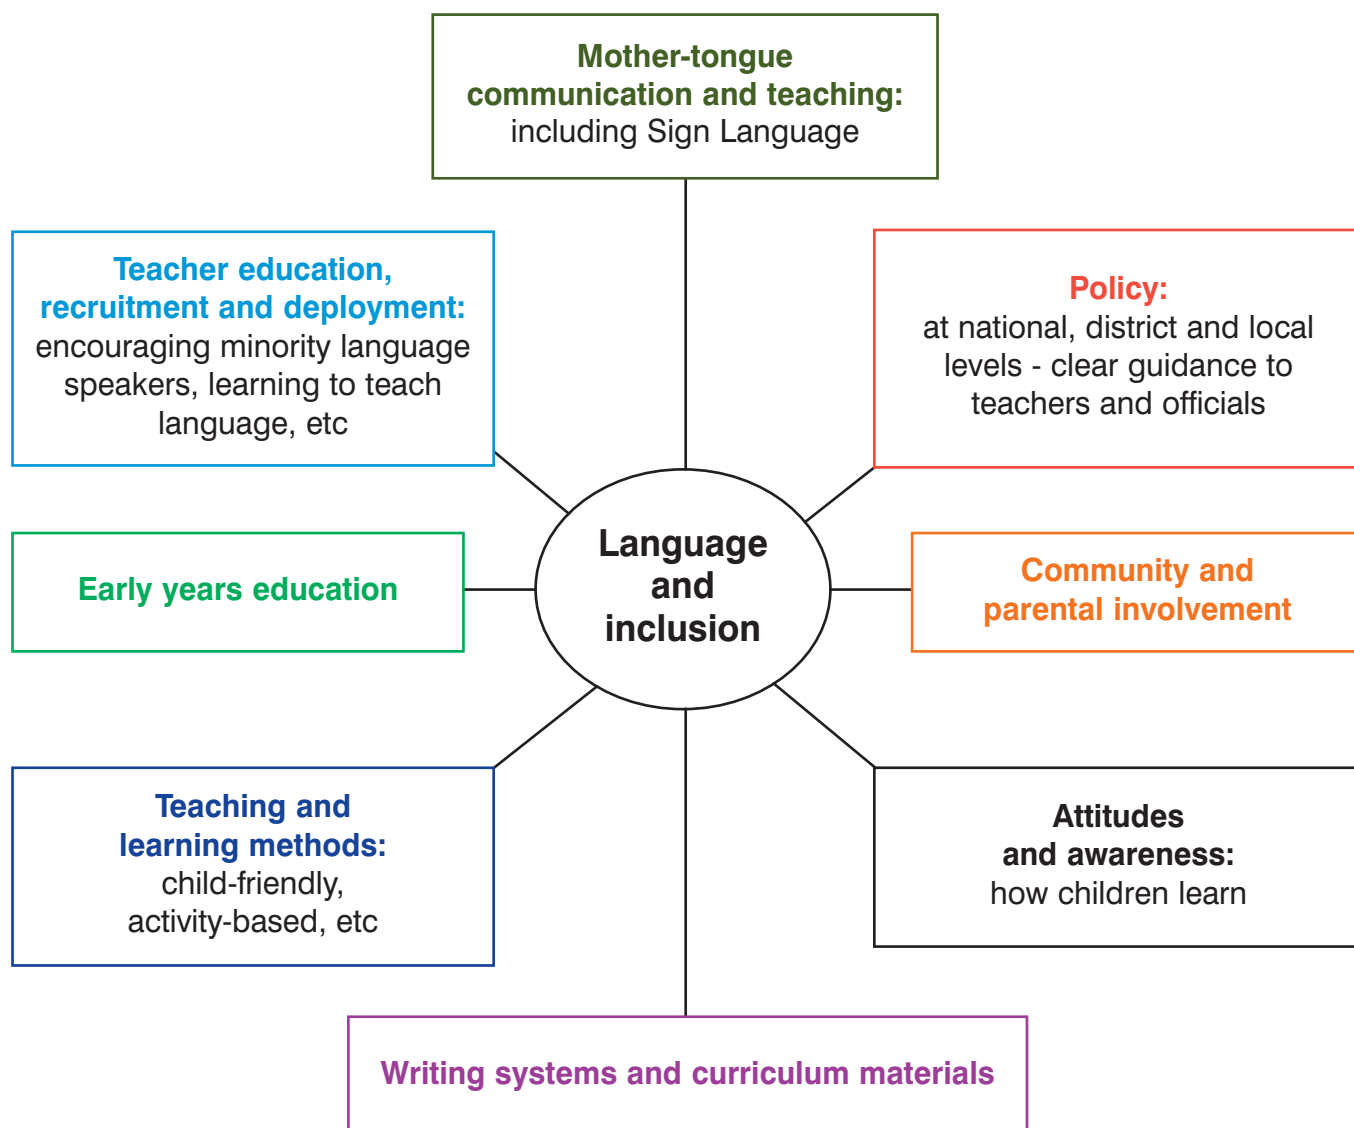 Mother-tongue
communication and teaching:
including Sign Language
Teacher education,
recruitment and deployment:
encouraging minority language
speakers, learning to teach
language, etc
Policy:
at national, district and local
levels - clear guidance to
teachers and officials
Early years education
Language
and
inclusion
Community and
parental involvement
Teaching and
learning methods:
child-friendly,
activity-based, etc
Attitudes
and awareness:
how children learn
Writing systems and curriculum materials